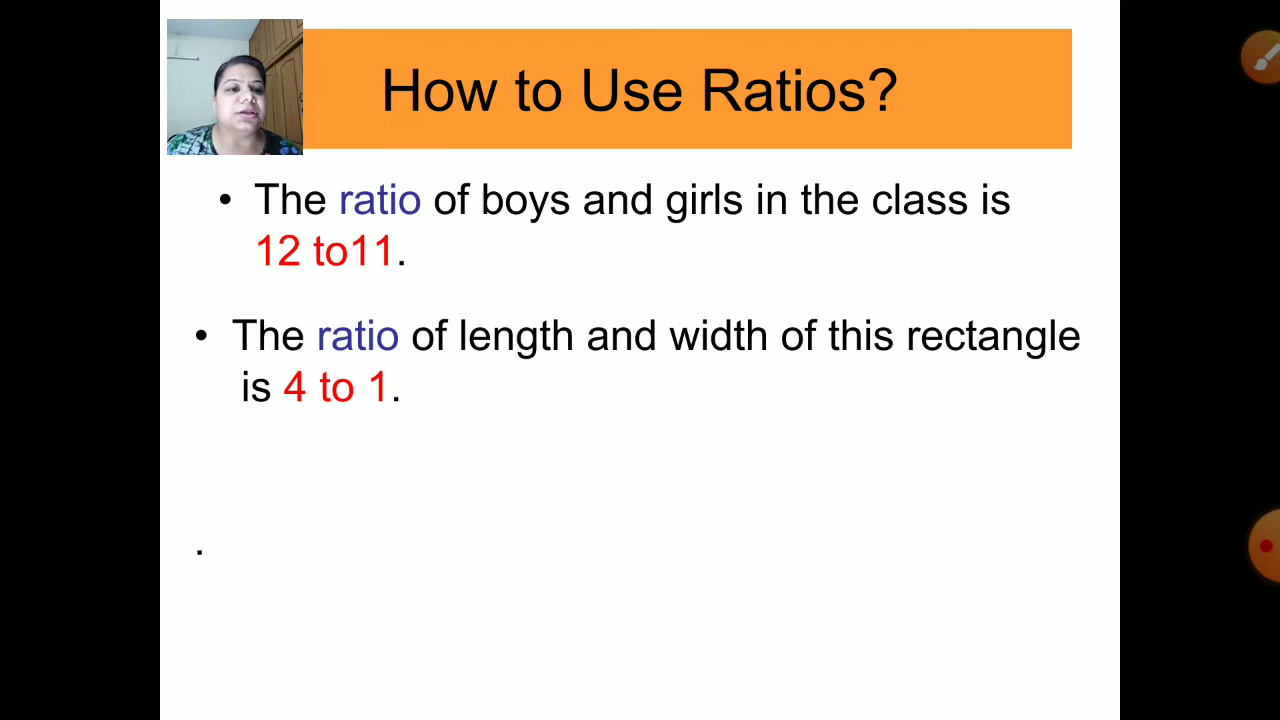 How to Use Ratios?
• The ratio of boys and girls in the class is
12 to11.
• The ratio of length and width of this rectangle
is 4 to 1.
.